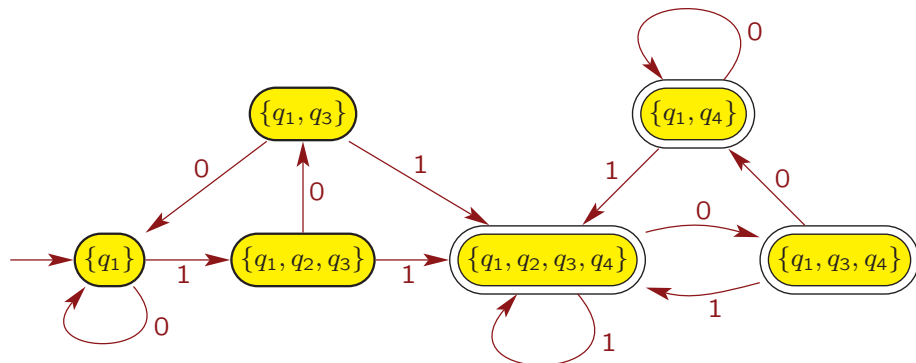 0
{q₁, q₃}
{q₁, q₄}
0
1
0
1
0
0
{q₁}
1
{q₁, q₂, q₃}
1
{q₁, q₂, q₃, q₄}
{q₁, q₃, q₄}
1
0
1